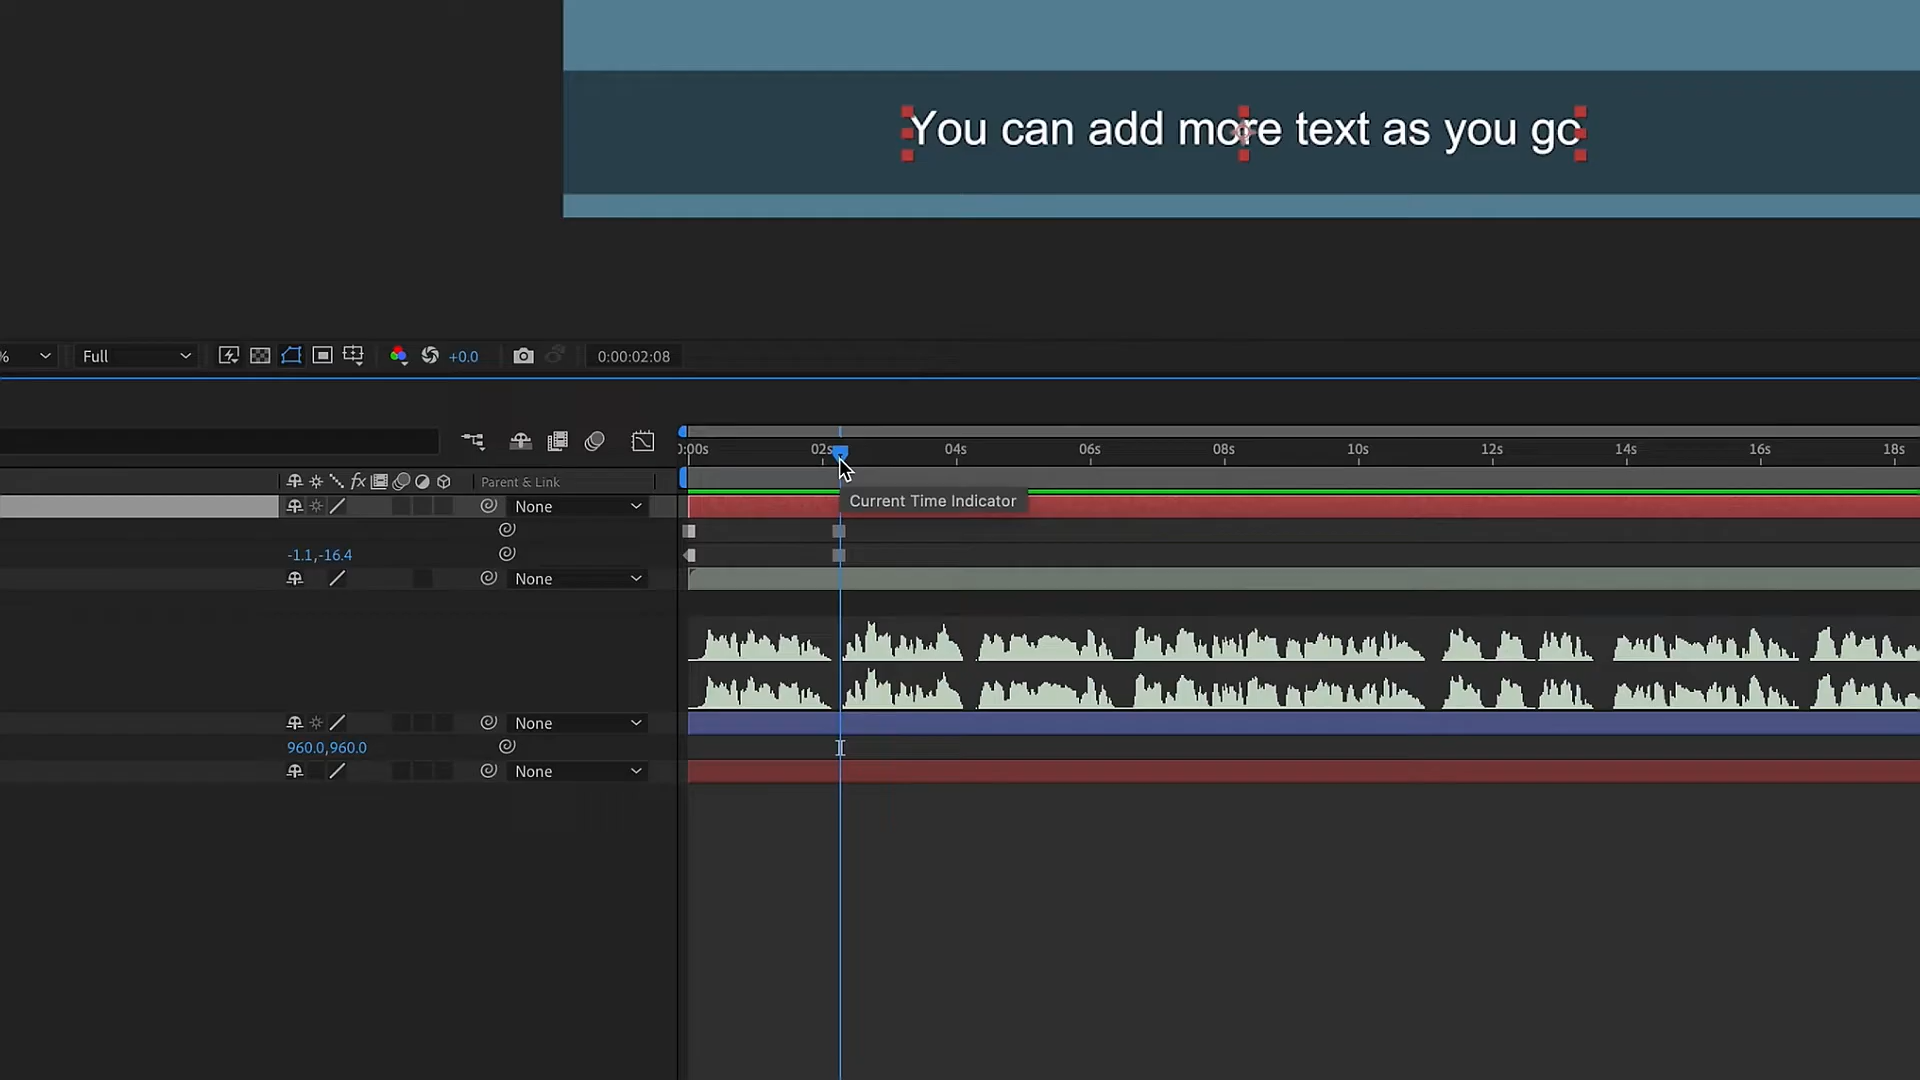 You can add more text as you go
%
Full
+0.0
0:00:02:08
0:00s 02s 04s 06s 08s 10s 12s 14s 16s 18s
fx
Parent & Link
None
Current Time Indicator
-1.1,-16.4
None
None
960.0,960.0
None